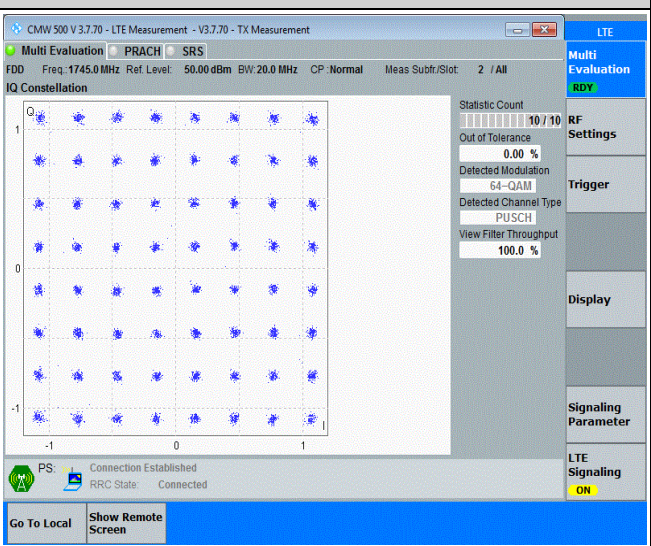 CMW 500 V 3.7.70 - LTE Measurement - V3.7.70 - TX Measurement
LTE
Multi Evaluation PRACH SRS
FDD Freq.:1745.0 MHz Ref. Level: 50.00 dBm BW:20.0 MHz CP :Normal Meas Subfr./Slot: 2 / All
IQ Constellation
Q
1
0
-1
-1 0 1
I
Statistic Count
10 / 10
Out of Tolerance
0.00 %
Detected Modulation
64-QAM
Detected Channel Type
PUSCH
View Filter Throughput
100.0 %
Multi
Evaluation
RDY
RF
Settings
Trigger
Display
Signaling
Parameter
LTE
Signaling
ON
PS: Connection Established
RRC State: Connected
Go To Local
Show Remote
Screen